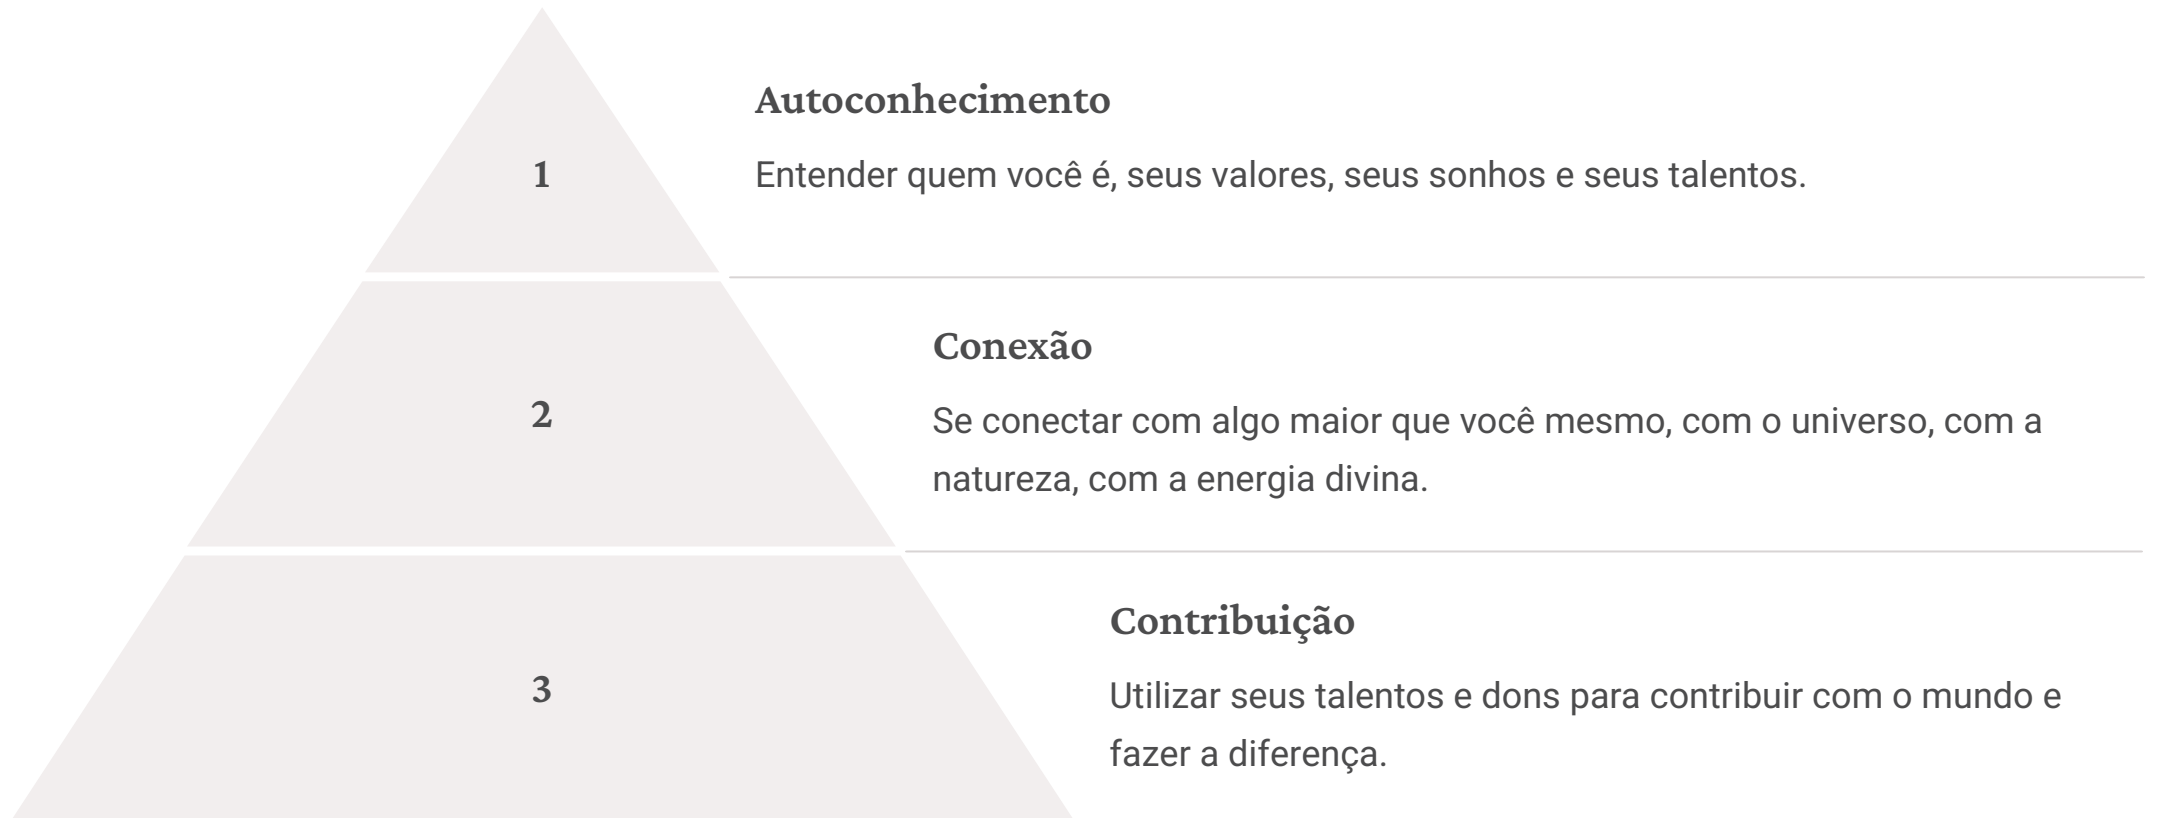 Autoconhecimento
1
Entender quem você é, seus valores, seus sonhos e seus talentos.
Conexão
2
Se conectar com algo maior que você mesmo, com o universo, com a
natureza, com a energia divina.
Contribuição
3
Utilizar seus talentos e dons para contribuir com o mundo e
fazer a diferença.